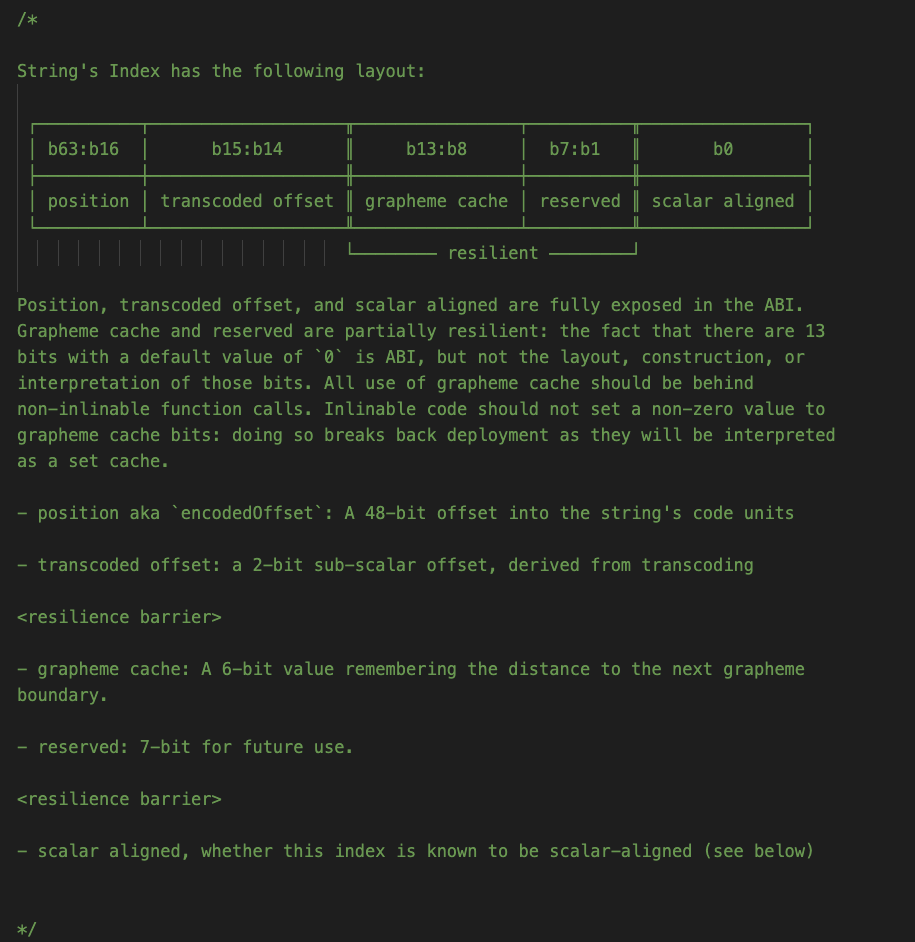 /*
String's Index has the following layout:
┌──────────┬───────────────────╥────────────────┬──────────╥────────────────┐
│ b63:b16  │      b15:b14      ║     b13:b8     │  b7:b1   ║       b0       │
├──────────┼───────────────────╫────────────────┼──────────╫────────────────┤
│ position │ transcoded offset ║ grapheme cache │ reserved ║ scalar aligned │
└──────────┴───────────────────╨────────────────┴──────────╨────────────────┘
                               └──────── resilient ────────┘
Position, transcoded offset, and scalar aligned are fully exposed in the ABI.
Grapheme cache and reserved are partially resilient: the fact that there are 13
bits with a default value of `0` is ABI, but not the layout, construction, or
interpretation of those bits. All use of grapheme cache should be behind
non-inlinable function calls. Inlinable code should not set a non-zero value to
grapheme cache bits: doing so breaks back deployment as they will be interpreted
as a set cache.
- position aka `encodedOffset`: A 48-bit offset into the string's code units
- transcoded offset: a 2-bit sub-scalar offset, derived from transcoding
<resilience barrier>
- grapheme cache: A 6-bit value remembering the distance to the next grapheme
boundary.
- reserved: 7-bit for future use.
<resilience barrier>
- scalar aligned, whether this index is known to be scalar-aligned (see below)
*/